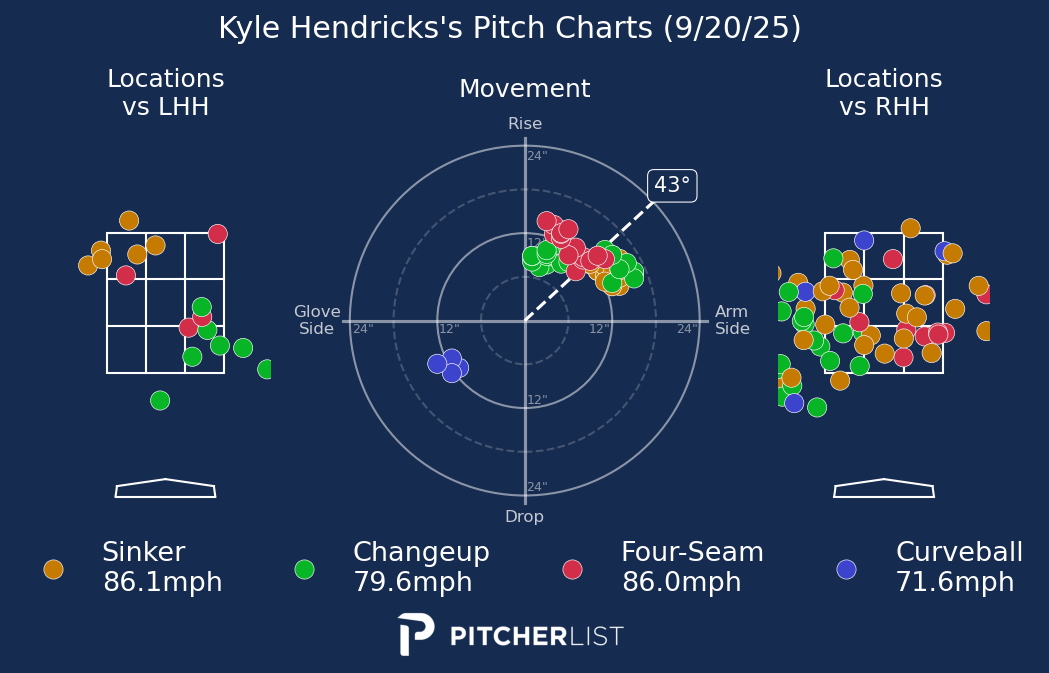 Kyle Hendricks's Pitch Charts (9/20/25)
Locations
vs LHH
Movement
Locations
vs RHH
Rise
24"
43°
12"
Glove
Side
24"
12"
12"
24"
Arm
Side
12"
24"
Drop
Sinker
86.1mph
Changeup
79.6mph
Four-Seam
86.0mph
Curveball
71.6mph
PITCHERLIST